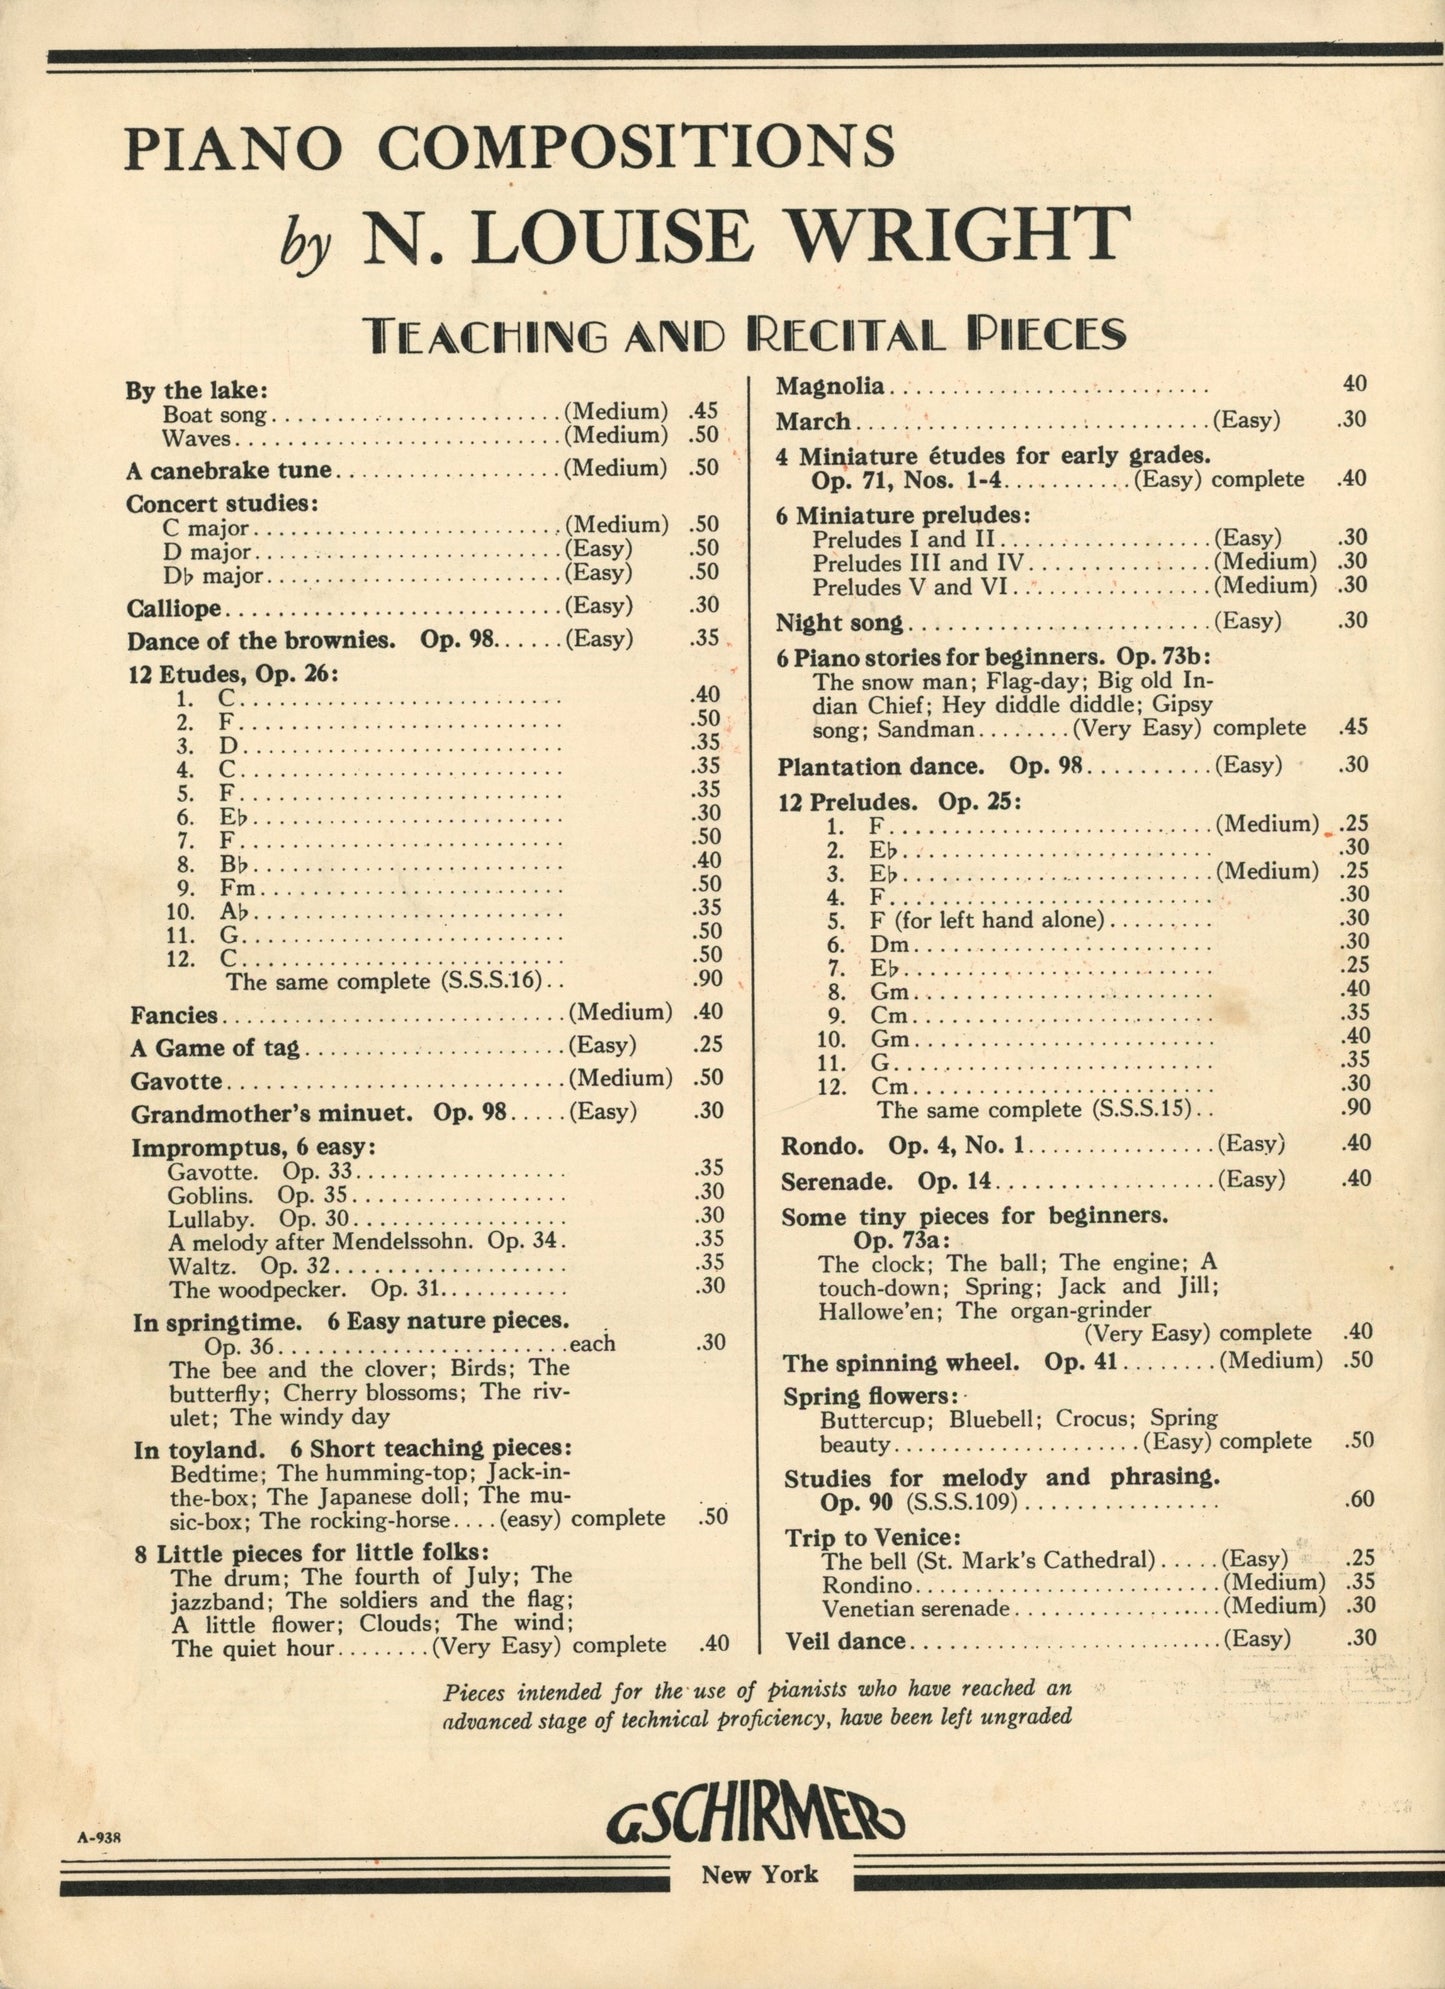 PIANO COMPOSITIONS
by N. LOUISE WRIGHT
TEACHING AND RECITAL PIECES
By the lake:
Boat song.......................(Medium) .45
Waves..........................(Medium) .50
A canebrake tune..................(Medium) .50
Concert studies:
C major........................(Medium) .50
D major........................(Easy) .50
D♭ major.......................(Easy) .50
Calliope..........................(Easy) .30
Dance of the brownies. Op. 98......(Easy) .35
12 Etudes, Op. 26:
1. C......................... .40
2. F......................... .50
3. D......................... .35
4. C......................... .35
5. F......................... .35
6. E♭........................ .30
7. F......................... .50
8. B♭........................ .40
9. Fm........................ .50
10. A♭........................ .35
11. G......................... .50
12. C......................... .50
The same complete (S.S.S.16).. .90
Fancies...........................(Medium) .40
A Game of tag.....................(Easy) .25
Gavotte...........................(Medium) .50
Grandmother's minuet. Op. 98.....(Easy) .30
Impromptus, 6 easy:
Gavotte. Op. 33................ .35
Goblins. Op. 35................ .30
Lullaby. Op. 30................ .30
A melody after Mendelssohn. Op. 34. .35
Waltz. Op. 32.................. .35
The woodpecker. Op. 31.......... .30
In springtime. 6 Easy nature pieces.
Op. 36......................each .30
The bee and the clover; Birds; The
butterfly; Cherry blossoms; The riv-
ulet; The windy day
In toyland. 6 Short teaching pieces:
Bedtime; The humming-top; Jack-in-
the-box; The Japanese doll; The mu-
sic-box; The rocking-horse....(easy) complete .50
8 Little pieces for little folks:
The drum; The fourth of July; The
jazzband; The soldiers and the flag;
A little flower; Clouds; The wind;
The quiet hour........(Very Easy) complete .40
Magnolia......................... 40
March...........................(Easy) .30
4 Miniature études for early grades.
Op. 71, Nos. 1-4...........(Easy) complete .40
6 Miniature preludes:
Preludes I and II................(Easy) .30
Preludes III and IV..............(Medium) .30
Preludes V and VI................(Medium) .30
Night song.......................(Easy) .30
6 Piano stories for beginners. Op. 73b:
The snow man; Flag-day; Big old In-
dian Chief; Hey diddle diddle; Gipsy
song; Sandman........(Very Easy) complete .45
Plantation dance. Op. 98..........(Easy) .30
12 Preludes. Op. 25:
1. F.........................(Medium) .25
2. E♭........................ .30
3. E♭........................(Medium) .25
4. F......................... .30
5. F (for left hand alone)........ .30
6. Dm....................... .30
7. E♭........................ .25
8. Gm....................... .40
9. Cm....................... .35
10. Gm....................... .40
11. G......................... .35
12. Cm....................... .30
The same complete (S.S.S.15).. .90
Rondo. Op. 4, No. 1...............(Easy) .40
Serenade. Op. 14..................(Easy) .40
Some tiny pieces for beginners.
Op. 73a:
The clock; The ball; The engine; A
touch-down; Spring; Jack and Jill;
Hallowe'en; The organ-grinder
(Very Easy) complete .40
The spinning wheel. Op. 41........(Medium) .50
Spring flowers:
Buttercup; Bluebell; Crocus; Spring
beauty...................(Easy) complete .50
Studies for melody and phrasing.
Op. 90 (S.S.S.109)............... .60
Trip to Venice:
The bell (St. Mark's Cathedral).....(Easy) .25
Rondino........................(Medium) .35
Venetian serenade................(Medium) .30
Veil dance........................(Easy) .30
Pieces intended for the use of pianists who have reached an
advanced stage of technical proficiency, have been left ungraded
G SCHIRMER
A-938
New York